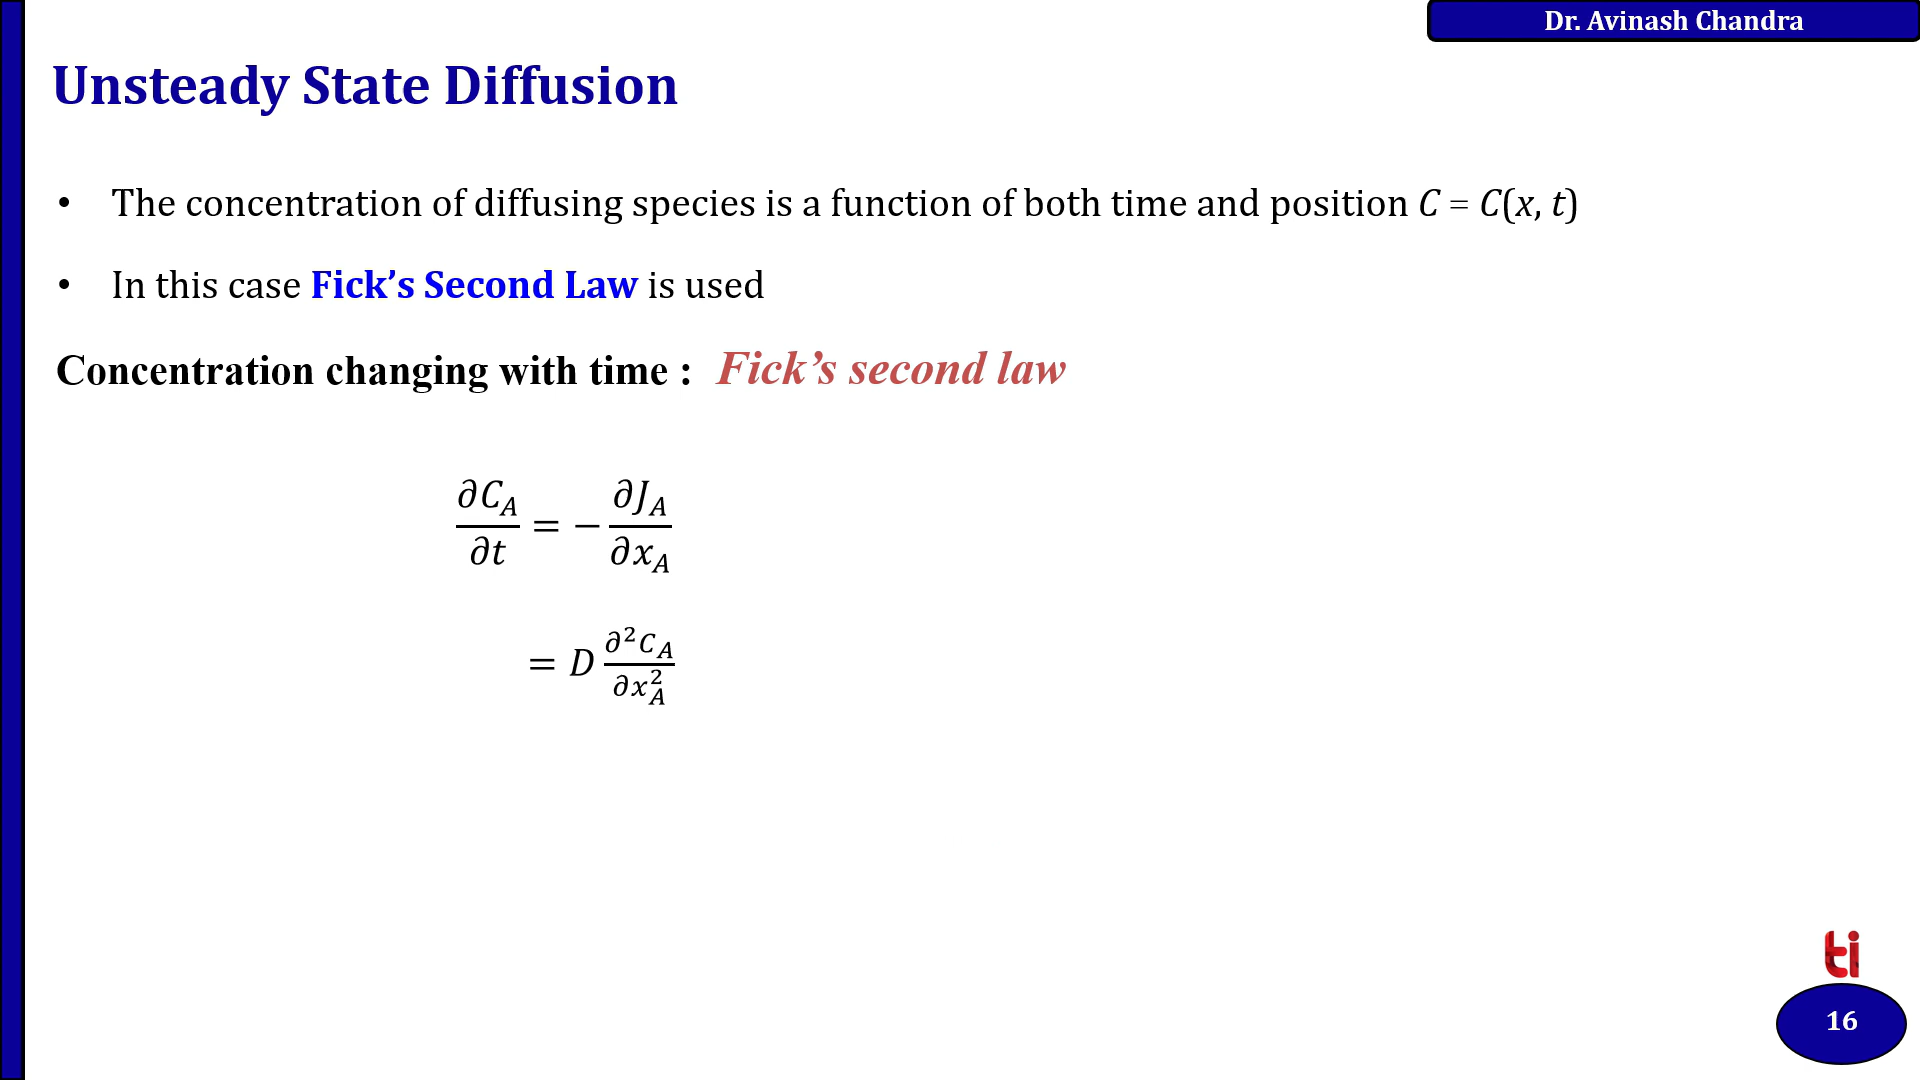 Dr. Avinash Chandra
Unsteady State Diffusion
• The concentration of diffusing species is a function of both time and position C = C(x, t)
• In this case Fick’s Second Law is used
Concentration changing with time : Fick’s second law
∂C_A/∂t = − ∂J_A/∂x_A
= D ∂²C_A/∂x_A²
ti
16